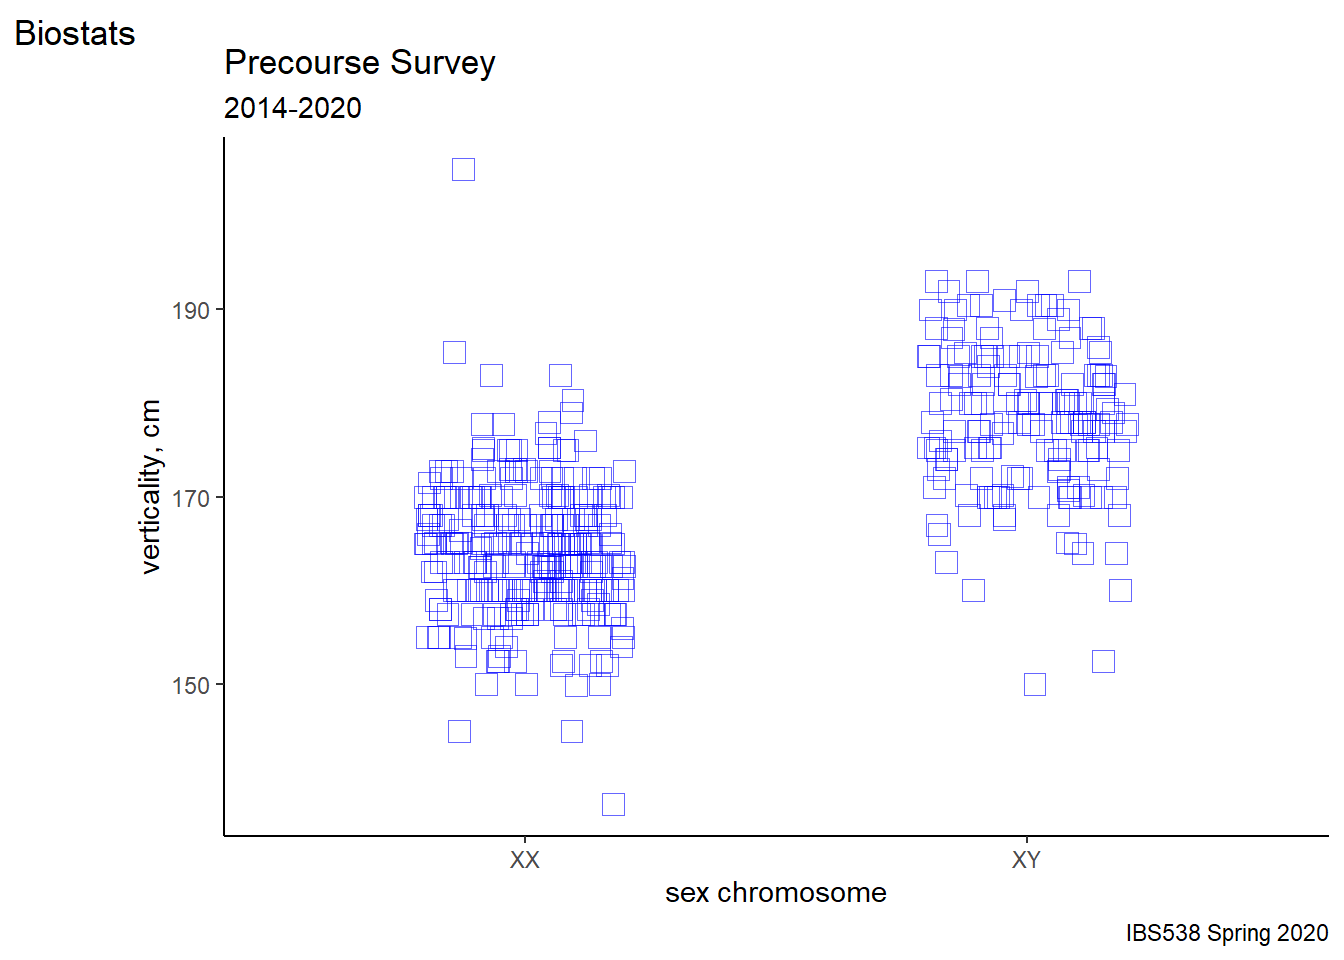 Biostats
Precourse Survey
2014-2020
190
170
150
verticality, cm
XX
XY
sex chromosome
IBS538 Spring 2020